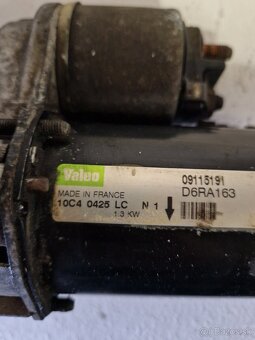 Valeo
09115191
MADE IN FRANCE
D6RA163
10C4 0425 LC N 1
1.3 KW